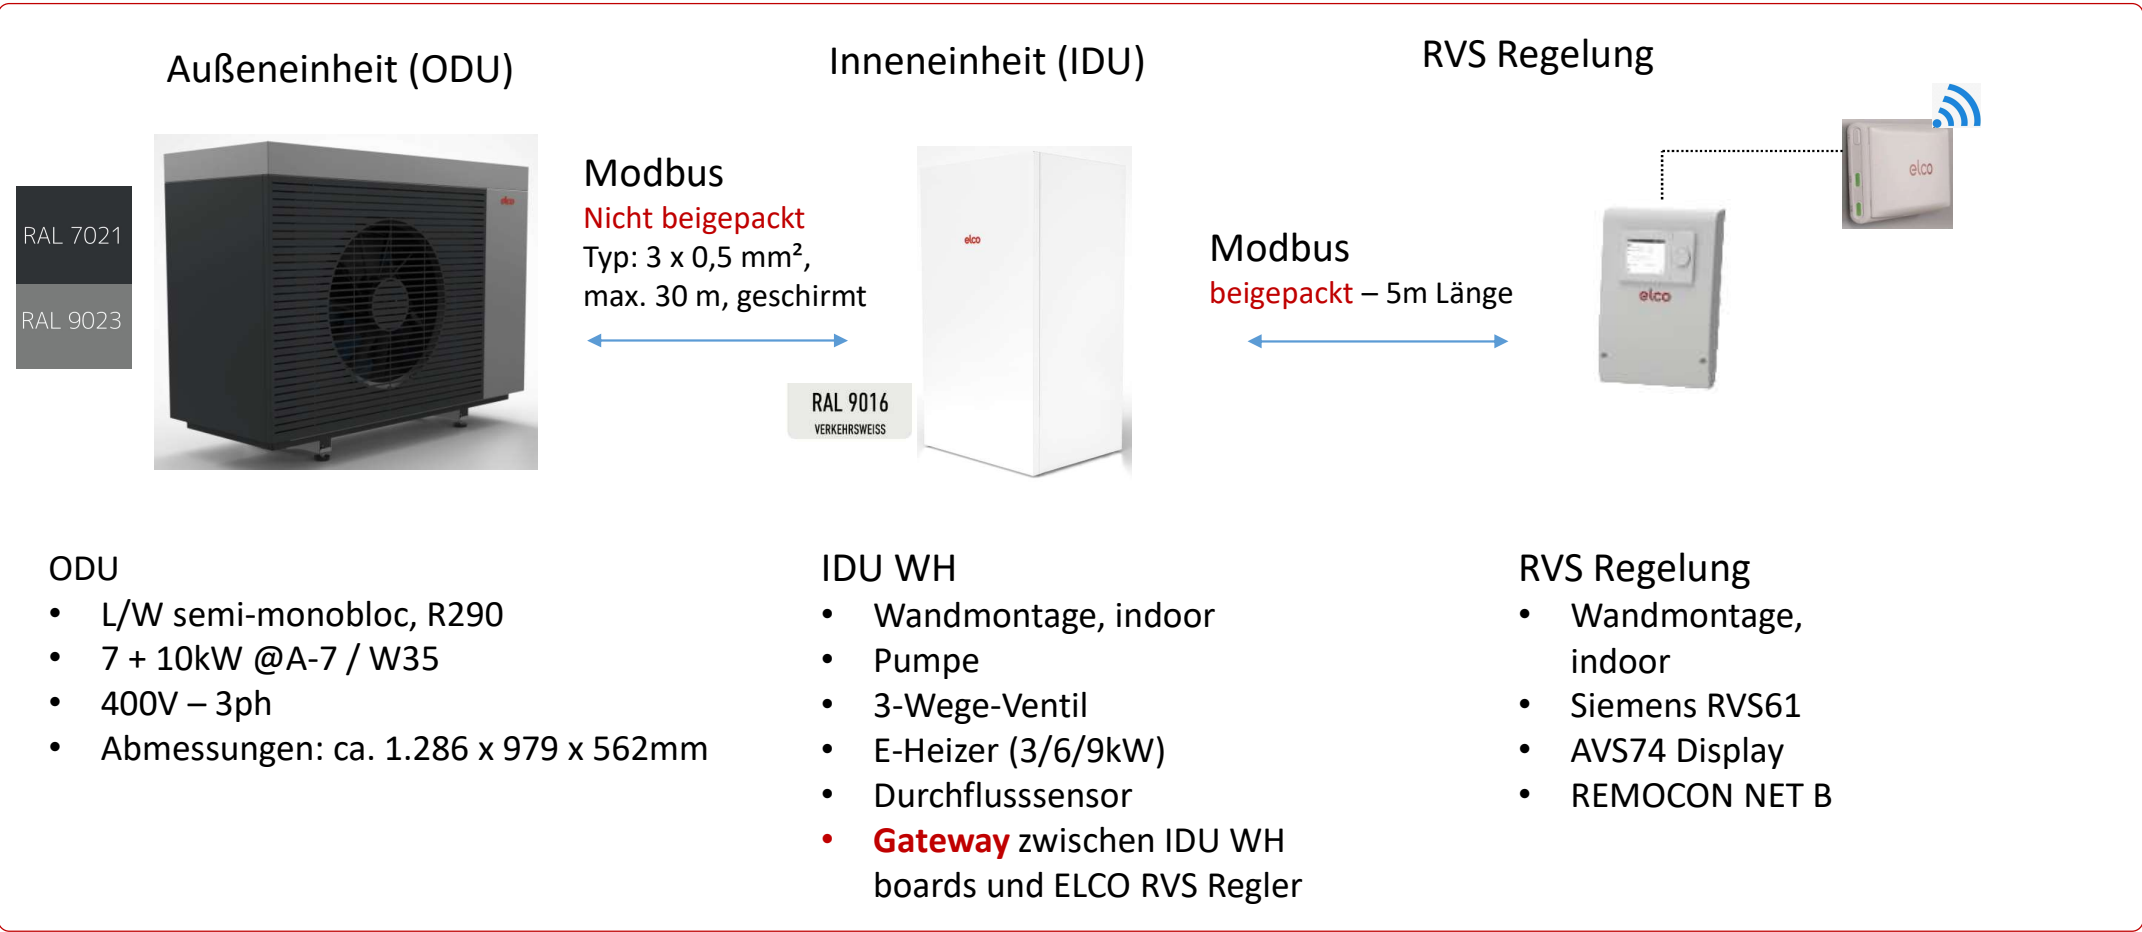 Außeneinheit (ODU)
Inneneinheit (IDU)
RVS Regelung
RAL 7021
RAL 9023
elco
Modbus
Nicht beigepackt
Typ: 3 x 0,5 mm²,
max. 30 m, geschirmt
elco
RAL 9016
VERKEHRSWEISS
Modbus
beigepackt – 5m Länge
elco
elco
ODU
• L/W semi-monobloc, R290
• 7 + 10kW @A-7 / W35
• 400V – 3ph
• Abmessungen: ca. 1.286 x 979 x 562mm
IDU WH
• Wandmontage, indoor
• Pumpe
• 3-Wege-Ventil
• E-Heizer (3/6/9kW)
• Durchflusssensor
• Gateway zwischen IDU WH
boards und ELCO RVS Regler
RVS Regelung
• Wandmontage,
indoor
• Siemens RVS61
• AVS74 Display
• REMOCON NET B